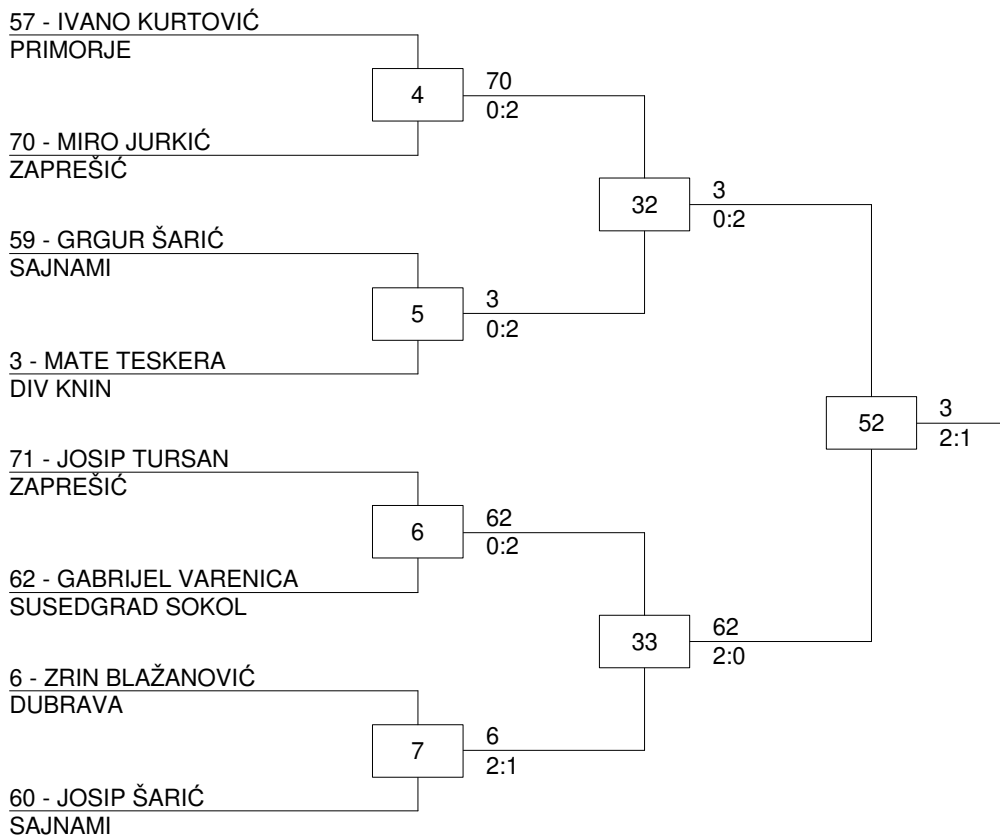 57 - IVANO KURTOVIĆ
PRIMORJE
4
70
0:2
70 - MIRO JURKIĆ
ZAPREŠIĆ
32
3
0:2
59 - GRGUR ŠARIĆ
SAJNAMI
5
3
0:2
3 - MATE TESKERA
DIV KNIN
52
3
2:1
71 - JOSIP TURSAN
ZAPREŠIĆ
6
62
0:2
62 - GABRIJEL VARENICA
SUSEDGRAD SOKOL
33
62
2:0
6 - ZRIN BLAŽANOVIĆ
DUBRAVA
7
6
2:1
60 - JOSIP ŠARIĆ
SAJNAMI